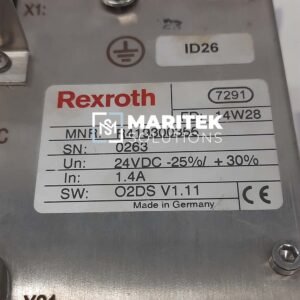 X1:
ID26
Rexroth
7291
4W28
MARITEK
SOLUTIONS
MNR:
SN: 0263
Un: 24VDC -25%/ + 30%
In: 1.4A
SW: O2DS V1.11
Made in Germany